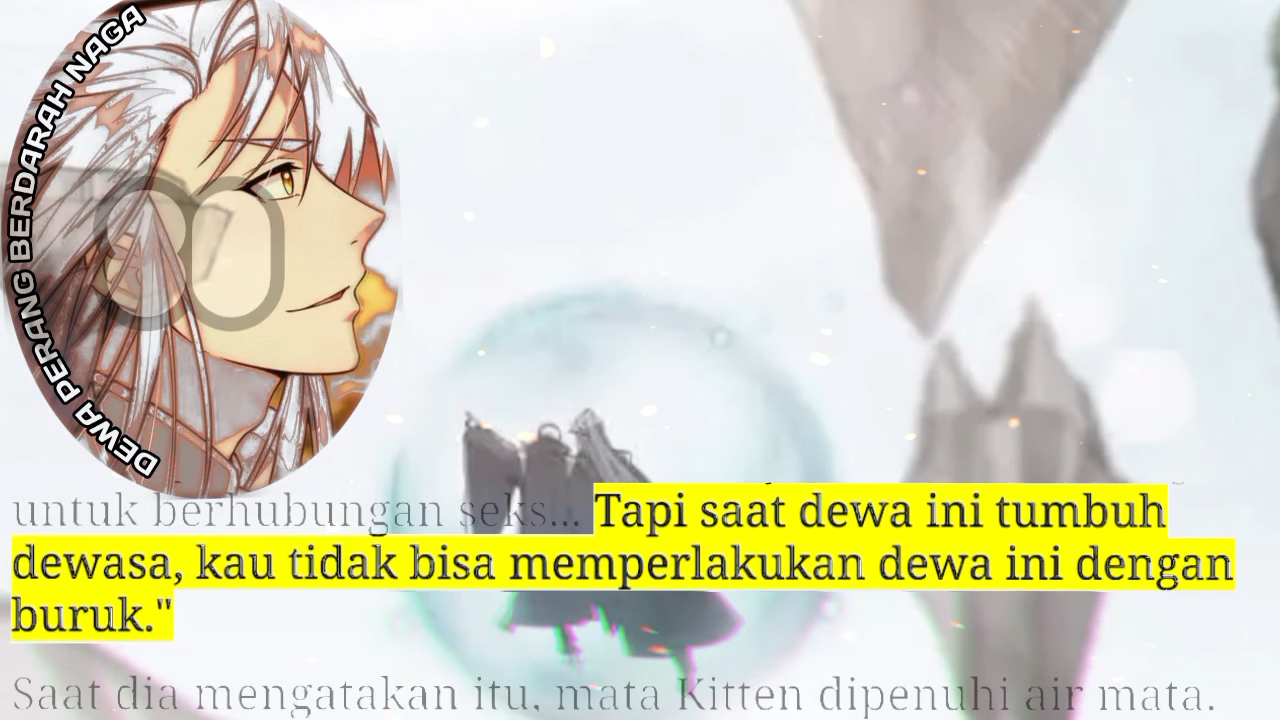 DEWA PERANG BERDARAH NAGA
untuk berhubungan seks... Tapi saat dewa ini tumbuh
dewasa, kau tidak bisa memperlakukan dewa ini dengan
buruk."
Saat dia mengatakan itu, mata Kitten dipenuhi air mata.